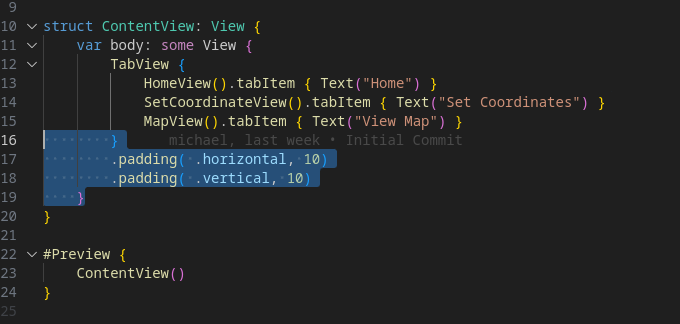 9
10 struct ContentView: View {
11 var body: some View {
12 TabView {
13 HomeView().tabItem { Text("Home") }
14 SetCoordinateView().tabItem { Text("Set Coordinates") }
15 MapView().tabItem { Text("View Map") }
16 } michael, last week • Initial Commit
17 .padding( .horizontal, 10)
18 .padding( .vertical, 10)
19 }
20 }
21
22 #Preview {
23 ContentView()
24 }
25